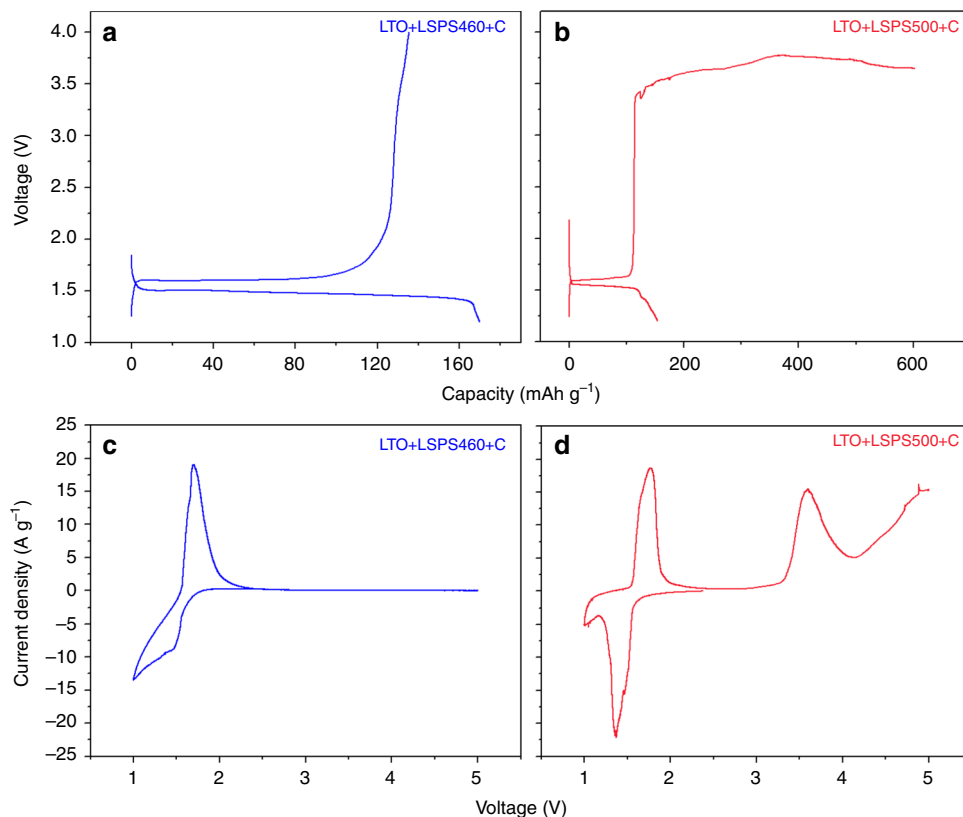 a
LTO+LSPS460+C
b
LTO+LSPS500+C
4.0
3.5
3.0
2.5
2.0
1.5
1.0
Voltage (V)
0 40 80 120 160
0 200 400 600
Capacity (mAh g⁻¹)
c
LTO+LSPS460+C
d
LTO+LSPS500+C
25
20
15
10
5
0
–5
–10
–15
–20
–25
Current density (A g⁻¹)
1 2 3 4 5
1 2 3 4 5
Voltage (V)